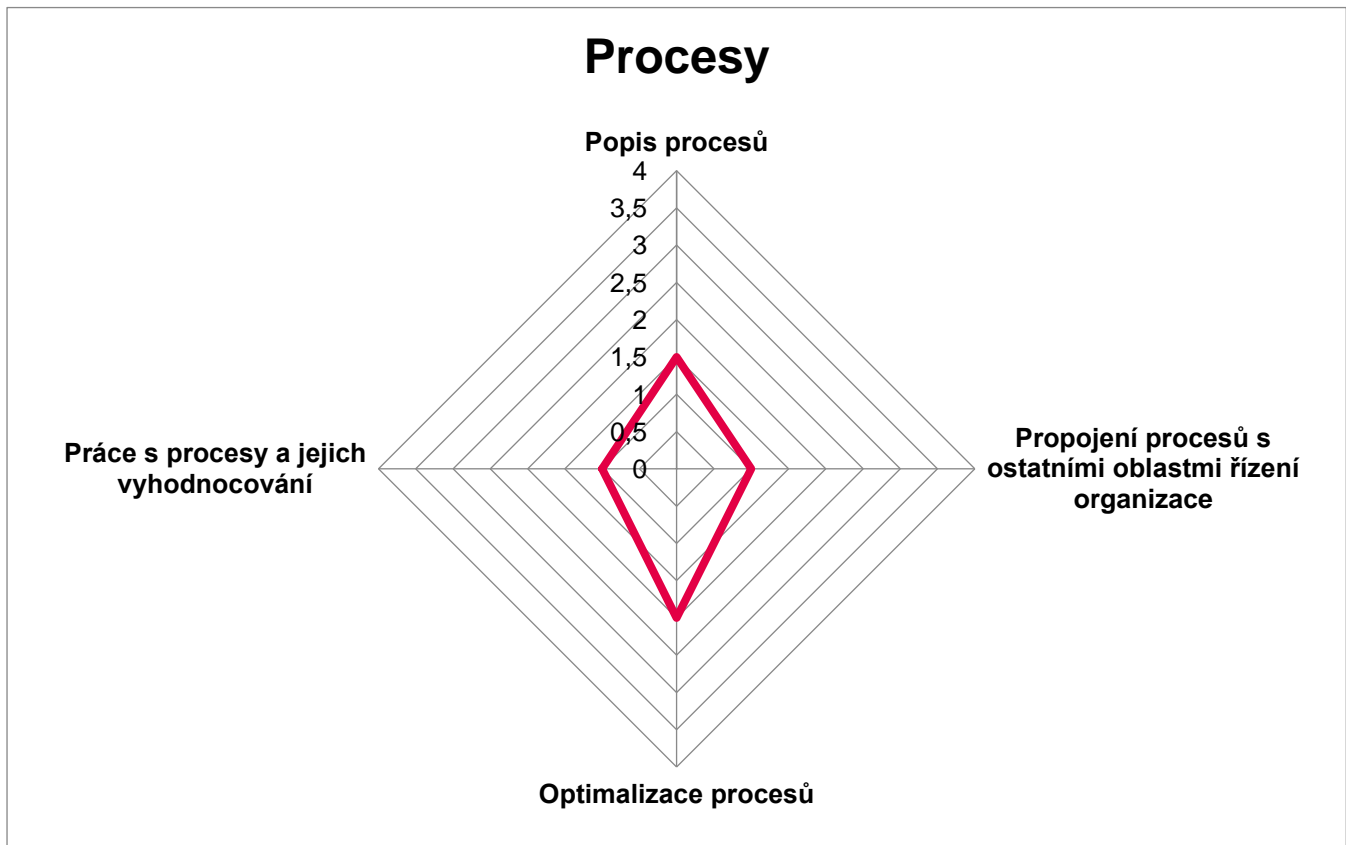 Procesy
Popis procesů
4
3,5
3
2,5
2
1,5
1
0,5
0
Propojení procesů s
ostatními oblastmi řízení
organizace
Práce s procesy a jejich
vyhodnocování
Optimalizace procesů